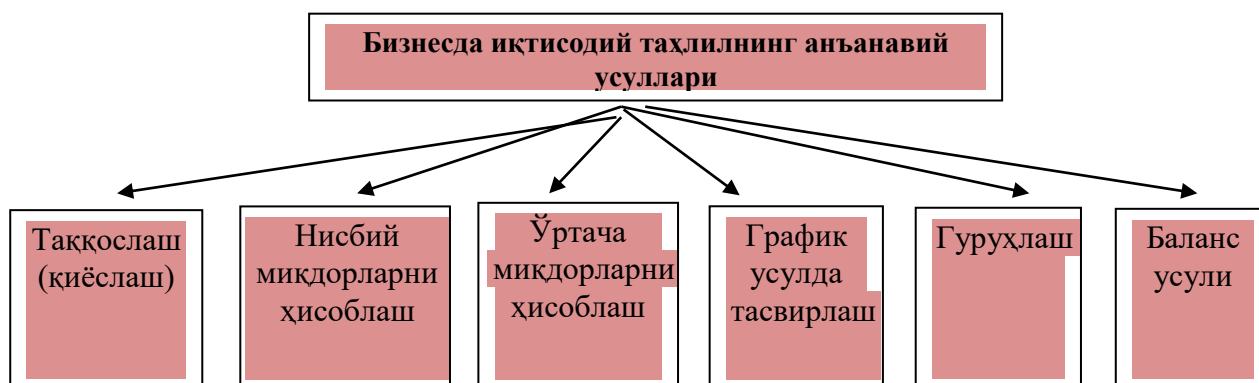 Бизнесда иқтисодий таҳлилнинг анъанавий
усуллари
Таққослаш
(қиёслаш)
Нисбий
миқдорларни
ҳисоблаш
Ўртача
миқдорларни
ҳисоблаш
График
усулда
тасвирлаш
Гуруҳлаш
Баланс
усули